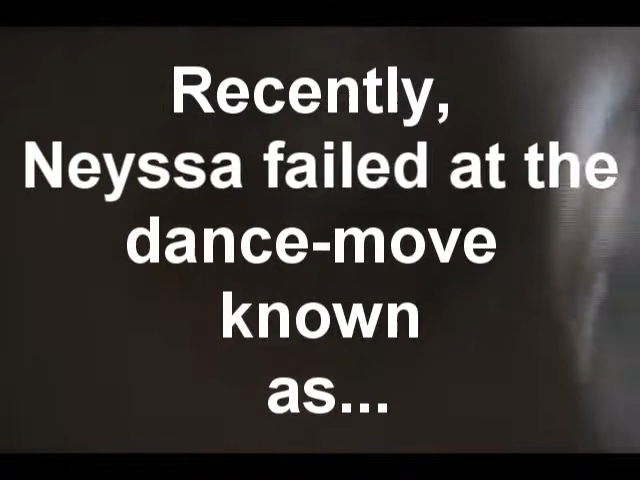 Recently,
Neyssa failed at the
dance-move
known
as...